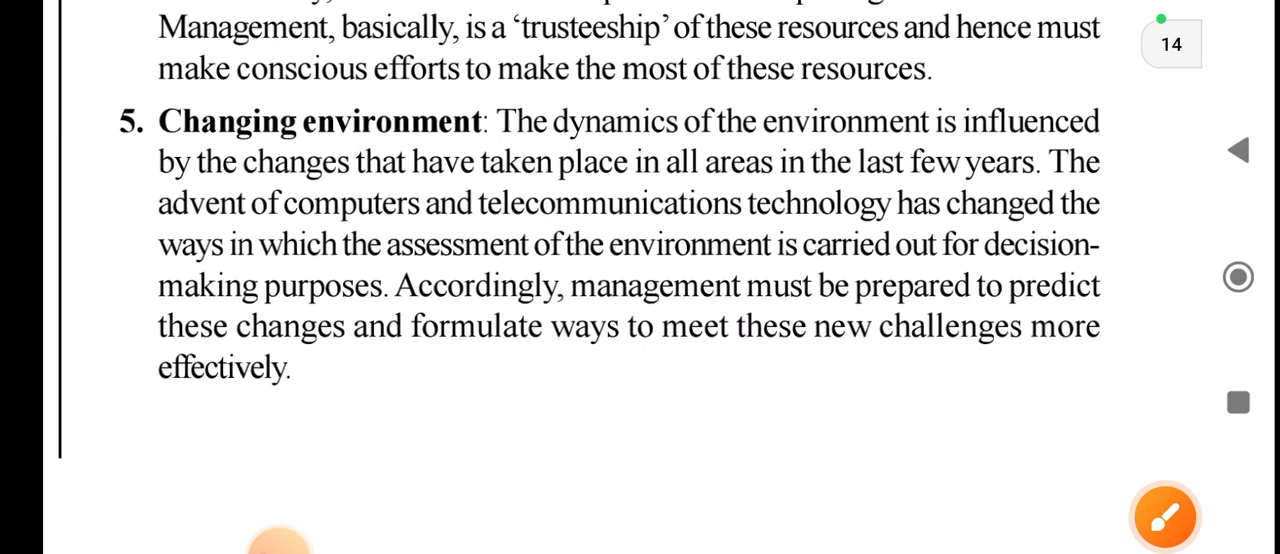 Management, basically, is a ‘trusteeship’ of these resources and hence must
14
make conscious efforts to make the most of these resources.
5. Changing environment: The dynamics of the environment is influenced
by the changes that have taken place in all areas in the last few years. The
advent of computers and telecommunications technology has changed the
ways in which the assessment of the environment is carried out for decision-
making purposes. Accordingly, management must be prepared to predict
these changes and formulate ways to meet these new challenges more
effectively.